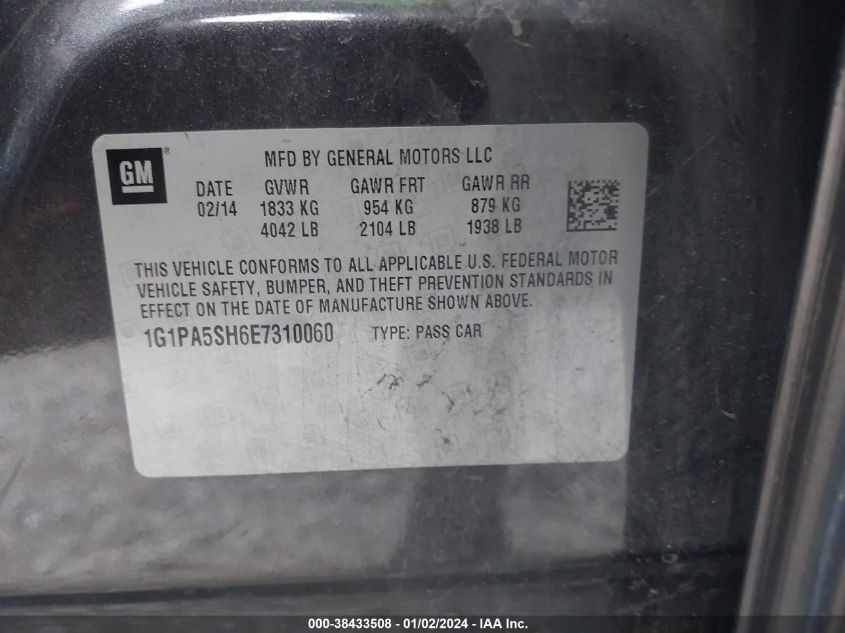 GM®
MFD BY GENERAL MOTORS LLC
DATE GVWR GAWR FRT GAWR RR
02/14 1833 KG 954 KG 879 KG
4042 LB 2104 LB 1938 LB
THIS VEHICLE CONFORMS TO ALL APPLICABLE U.S. FEDERAL MOTOR
VEHICLE SAFETY, BUMPER, AND THEFT PREVENTION STANDARDS IN
EFFECT ON THE DATE OF MANUFACTURE SHOWN ABOVE.
1G1PA5SH6E7310060 TYPE: PASS CAR
000-38433508 - 01/02/2024 - IAA Inc.